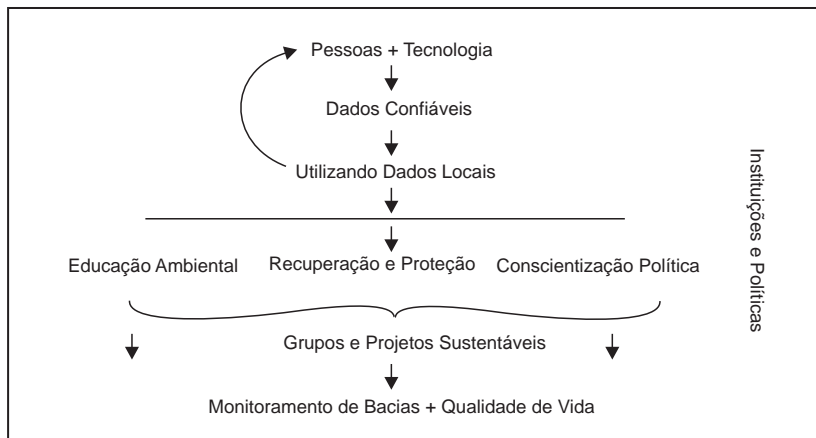 Pessoas + Tecnologia
Dados Confiáveis
Utilizando Dados Locais
Educação Ambiental
Recuperação e Proteção
Conscientização Política
Grupos e Projetos Sustentáveis
Monitoramento de Bacias + Qualidade de Vida
Instituições e Políticas